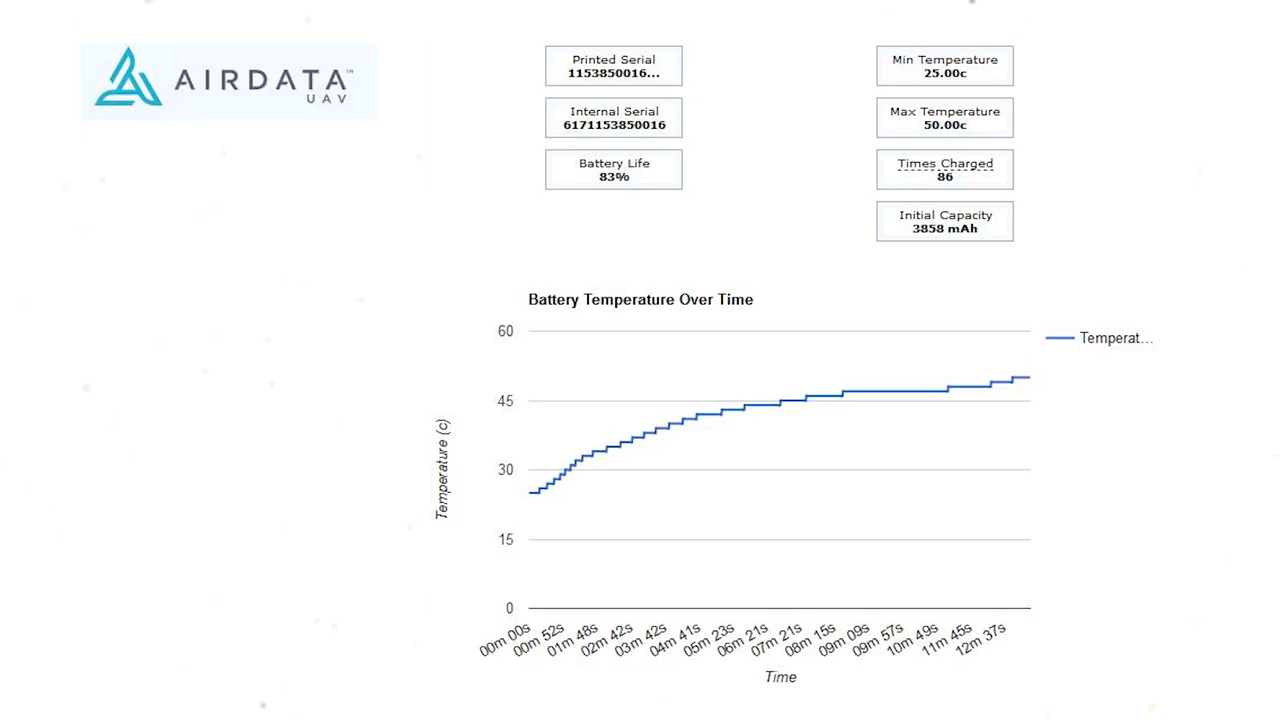 AIRDATA™
UAV
Printed Serial
1153850016...
Internal Serial
6171153850016
Battery Life
83%
Min Temperature
25.00c
Max Temperature
50.00c
Times Charged
86
Initial Capacity
3858 mAh
Battery Temperature Over Time
60
45
30
15
0
Temperature (c)
Temperat...
00m 00s
00m 52s
01m 48s
02m 42s
03m 42s
04m 41s
05m 23s
06m 21s
07m 21s
08m 15s
09m 09s
09m 57s
10m 49s
11m 45s
12m 37s
Time